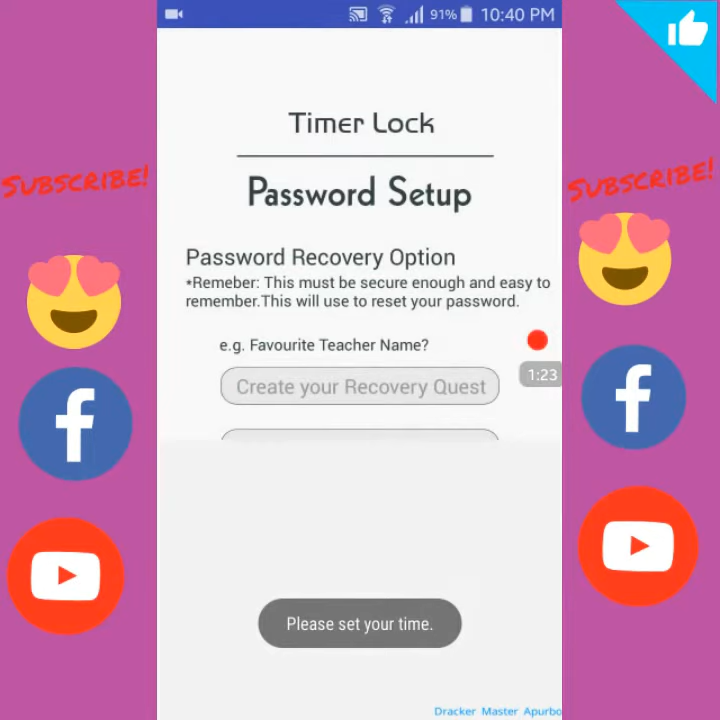 91% 10:40 PM
Timer Lock
SUBSCRIBE!
SUBSCRIBE!
Password Setup
Password Recovery Option
*Remeber: This must be secure enough and easy to
remember.This will use to reset your password.
e.g. Favourite Teacher Name?
1:23
Create your Recovery Quest
Please set your time.
Dracker Master Apurbo